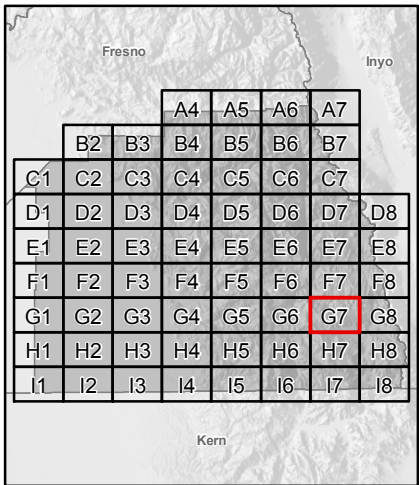 Fresno
Inyo
A4 A5 A6 A7
B2 B3 B4 B5 B6 B7
C1 C2 C3 C4 C5 C6 C7
D1 D2 D3 D4 D5 D6 D7 D8
E1 E2 E3 E4 E5 E6 E7 E8
F1 F2 F3 F4 F5 F6 F7 F8
G1 G2 G3 G4 G5 G6 G7 G8
H1 H2 H3 H4 H5 H6 H7 H8
I1 I2 I3 I4 I5 I6 I7 I8
Kern